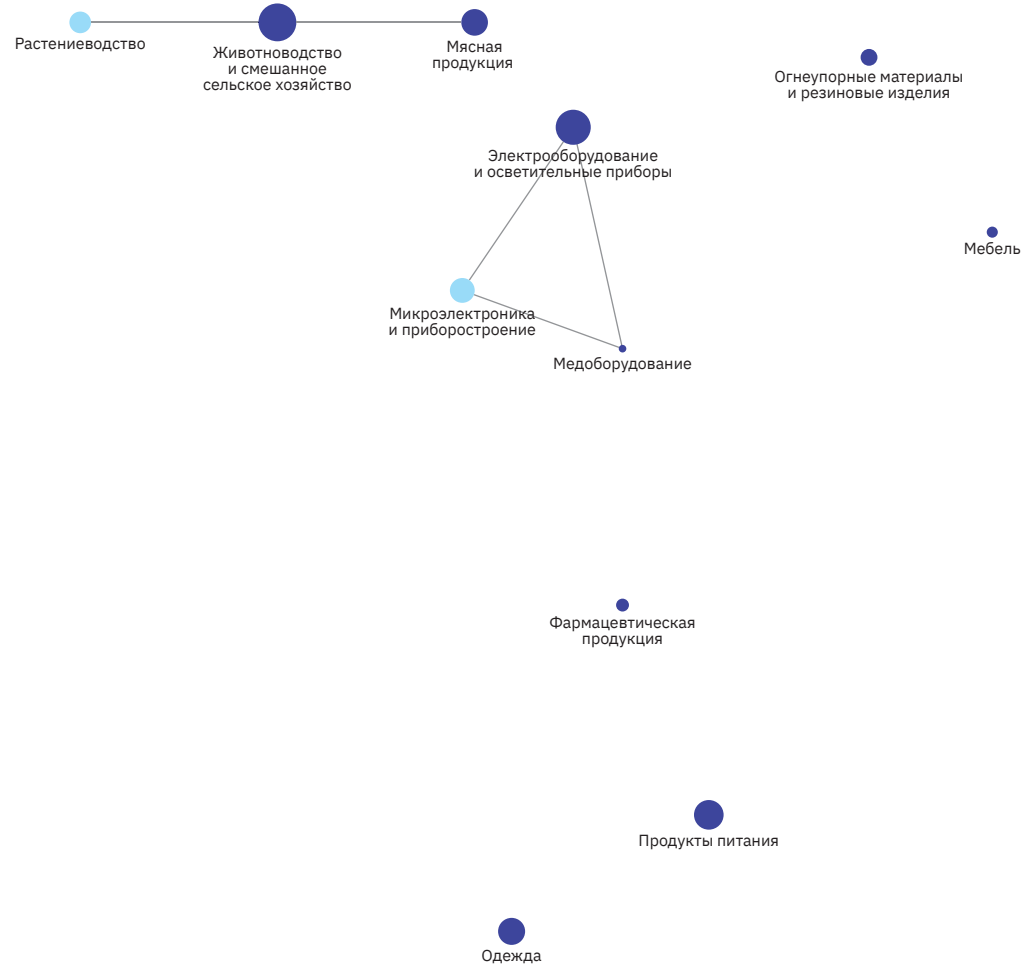 Растениеводство
Животноводство
и смешанное
сельское хозяйство
Мясная
продукция
Огнеупорные материалы
и резиновые изделия
Электрооборудование
и осветительные приборы
Мебель
Микроэлектроника
и приборостроение
Медоборудование
Фармацевтическая
продукция
Продукты питания
Одежда